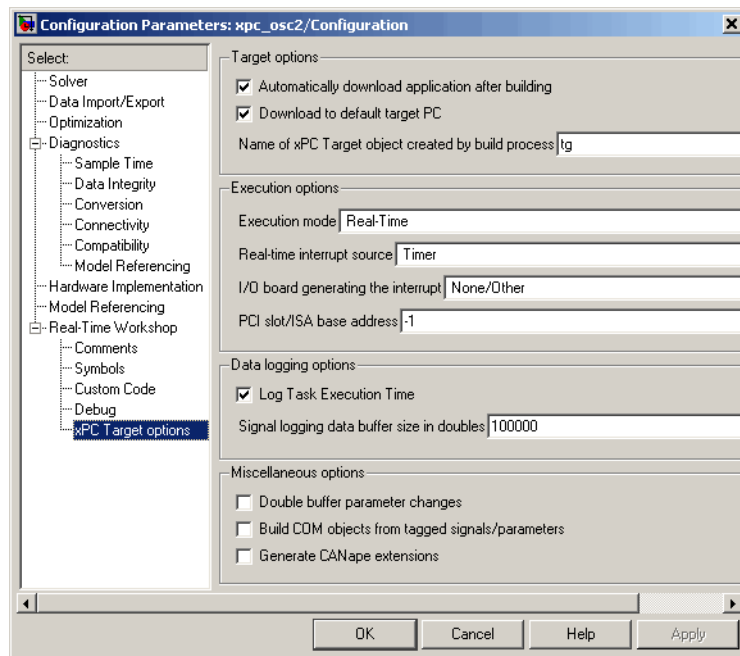 Configuration Parameters: xpc_osc2/Configuration
Select:
Solver
Data Import/Export
Optimization
Diagnostics
Sample Time
Data Integrity
Conversion
Connectivity
Compatibility
Model Referencing
Hardware Implementation
Model Referencing
Real-Time Workshop
Comments
Symbols
Custom Code
Debug
xPC Target options
Target options
Automatically download application after building
Download to default target PC
Name of xPC Target object created by build process tg
Execution options
Execution mode Real-Time
Real-time interrupt source Timer
I/O board generating the interrupt None/Other
PCI slot/ISA base address -1
Data logging options
Log Task Execution Time
Signal logging data buffer size in doubles 100000
Miscellaneous options
Double buffer parameter changes
Build COM objects from tagged signals/parameters
Generate CANape extensions
OK Cancel Help Apply